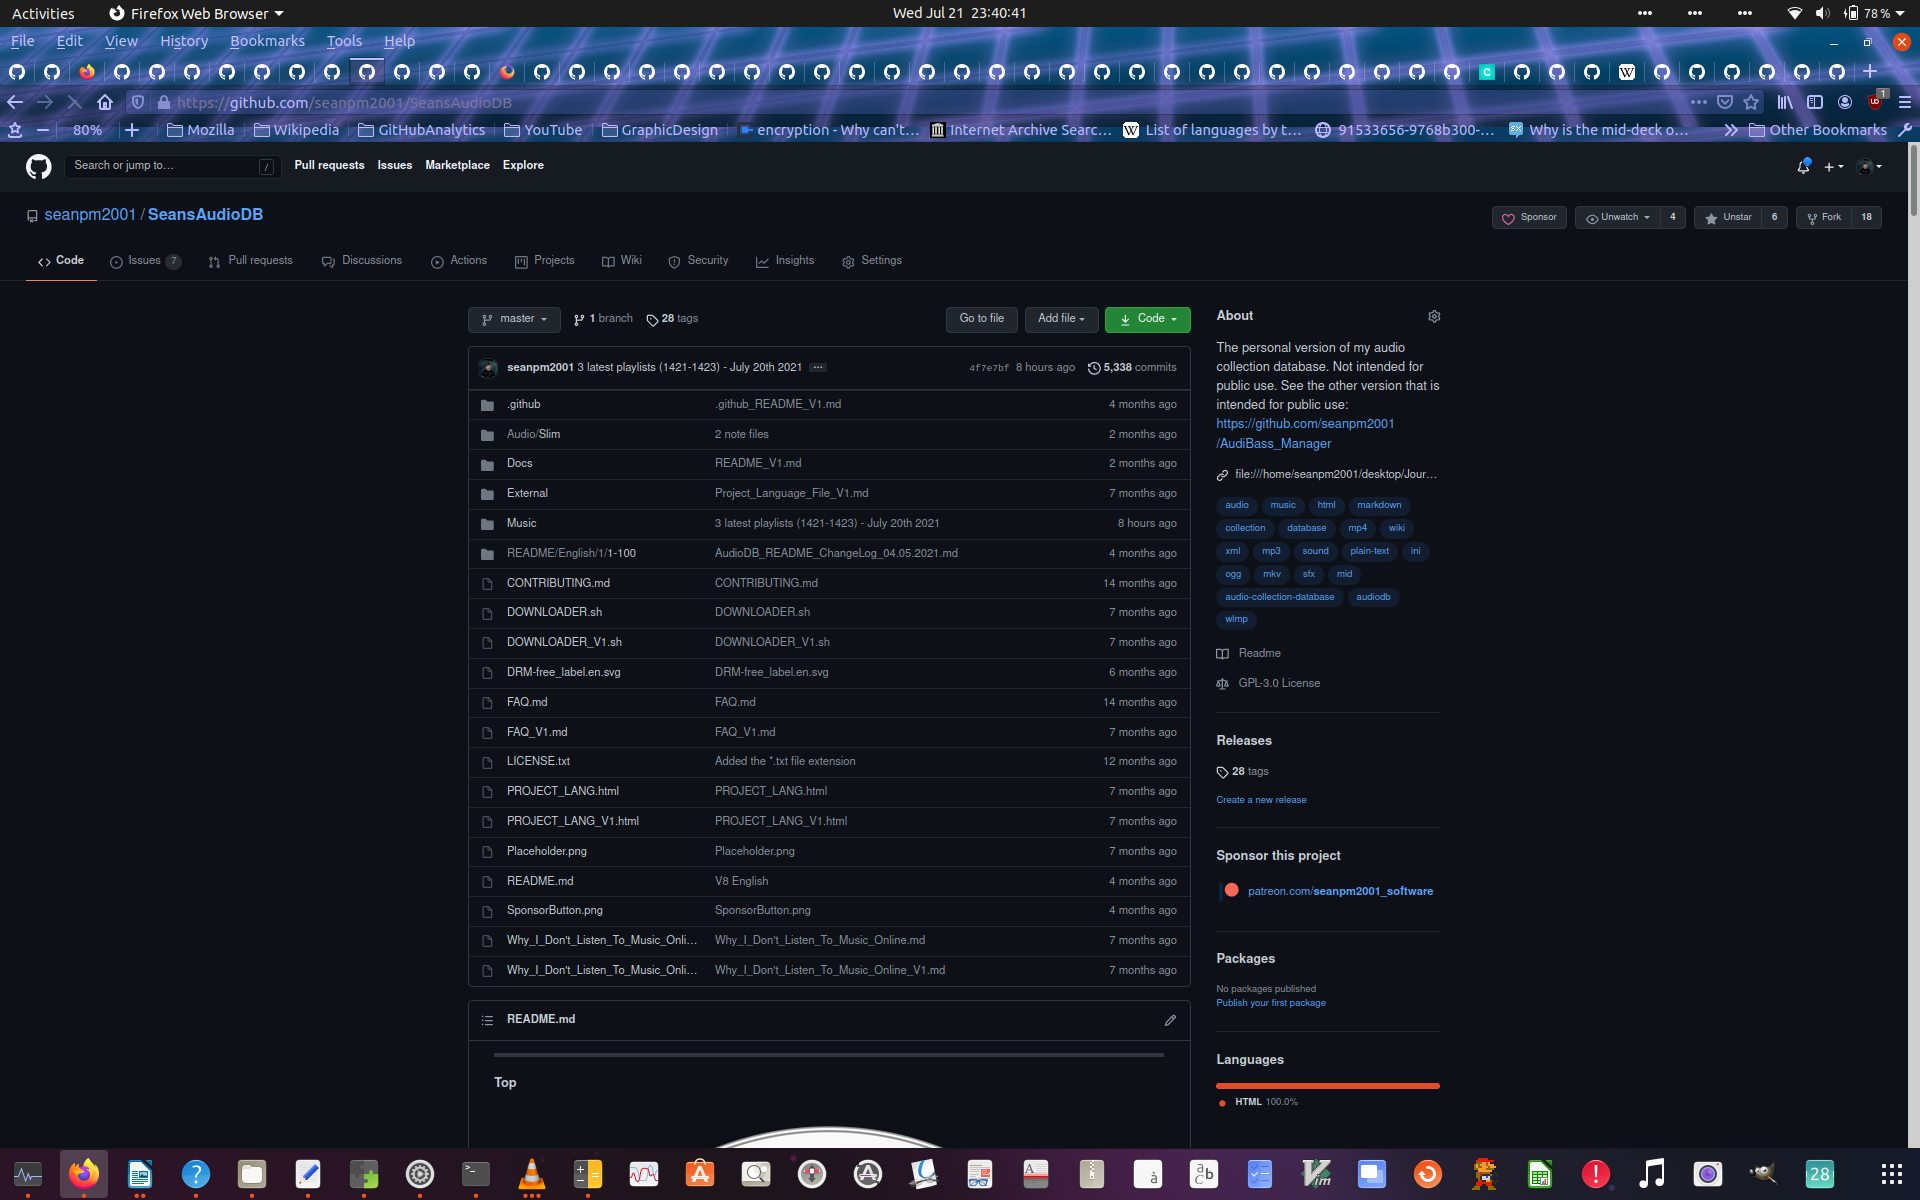 Activities
Firefox Web Browser
Wed Jul 21 23:40:41
78 %
File Edit View History Bookmarks Tools Help
https://github.com/seanpm2001/SeansAudioDB
1
80%
Mozilla
Wikipedia
GitHubAnalytics
YouTube
GraphicDesign
encryption - Why can't…
Internet Archive Searc…
List of languages by t…
91533656-9768b300-…
Why is the mid-deck o…
Other Bookmarks
Search or jump to…
/
Pull requests Issues Marketplace Explore
seanpm2001 / SeansAudioDB
Sponsor
Unwatch 4
Unstar 6
Fork 18
Code
Issues 7
Pull requests
Discussions
Actions
Projects
Wiki
Security
Insights
Settings
master
1 branch
28 tags
Go to file
Add file
Code
seanpm2001 3 latest playlists (1421-1423) - July 20th 2021 ...
4f7e7bf 8 hours ago
5,338 commits
.github .github_README_V1.md 4 months ago
Audio/Slim 2 note files 2 months ago
Docs README_V1.md 2 months ago
External Project_Language_File_V1.md 7 months ago
Music 3 latest playlists (1421-1423) - July 20th 2021 8 hours ago
README/English/1/1-100 AudioDB_README_ChangeLog_04.05.2021.md 4 months ago
CONTRIBUTING.md CONTRIBUTING.md 14 months ago
DOWNLOADER.sh DOWNLOADER.sh 7 months ago
DOWNLOADER_V1.sh DOWNLOADER_V1.sh 7 months ago
DRM-free_label.en.svg DRM-free_label.en.svg 6 months ago
FAQ.md FAQ.md 14 months ago
FAQ_V1.md FAQ_V1.md 7 months ago
LICENSE.txt Added the *.txt file extension 12 months ago
PROJECT_LANG.html PROJECT_LANG.html 7 months ago
PROJECT_LANG_V1.html PROJECT_LANG_V1.html 7 months ago
Placeholder.png Placeholder.png 7 months ago
README.md V8 English 4 months ago
SponsorButton.png SponsorButton.png 4 months ago
Why_I_Don't_Listen_To_Music_Onli… Why_I_Don't_Listen_To_Music_Online.md 7 months ago
Why_I_Don't_Listen_To_Music_Onli… Why_I_Don't_Listen_To_Music_Online_V1.md 7 months ago
README.md
Top
About
The personal version of my audio
collection database. Not intended for
public use. See the other version that is
intended for public use:
https://github.com/seanpm2001
/AudiBass_Manager
file:///home/seanpm2001/desktop/Jour…
audio music html markdown
collection database mp4 wiki
xml mp3 sound plain-text ini
ogg mkv sfx mid
audio-collection-database audiodb
wlmp
Readme
GPL-3.0 License
Releases
28 tags
Create a new release
Sponsor this project
patreon.com/seanpm2001_software
Packages
No packages published
Publish your first package
Languages
HTML 100.0%
28